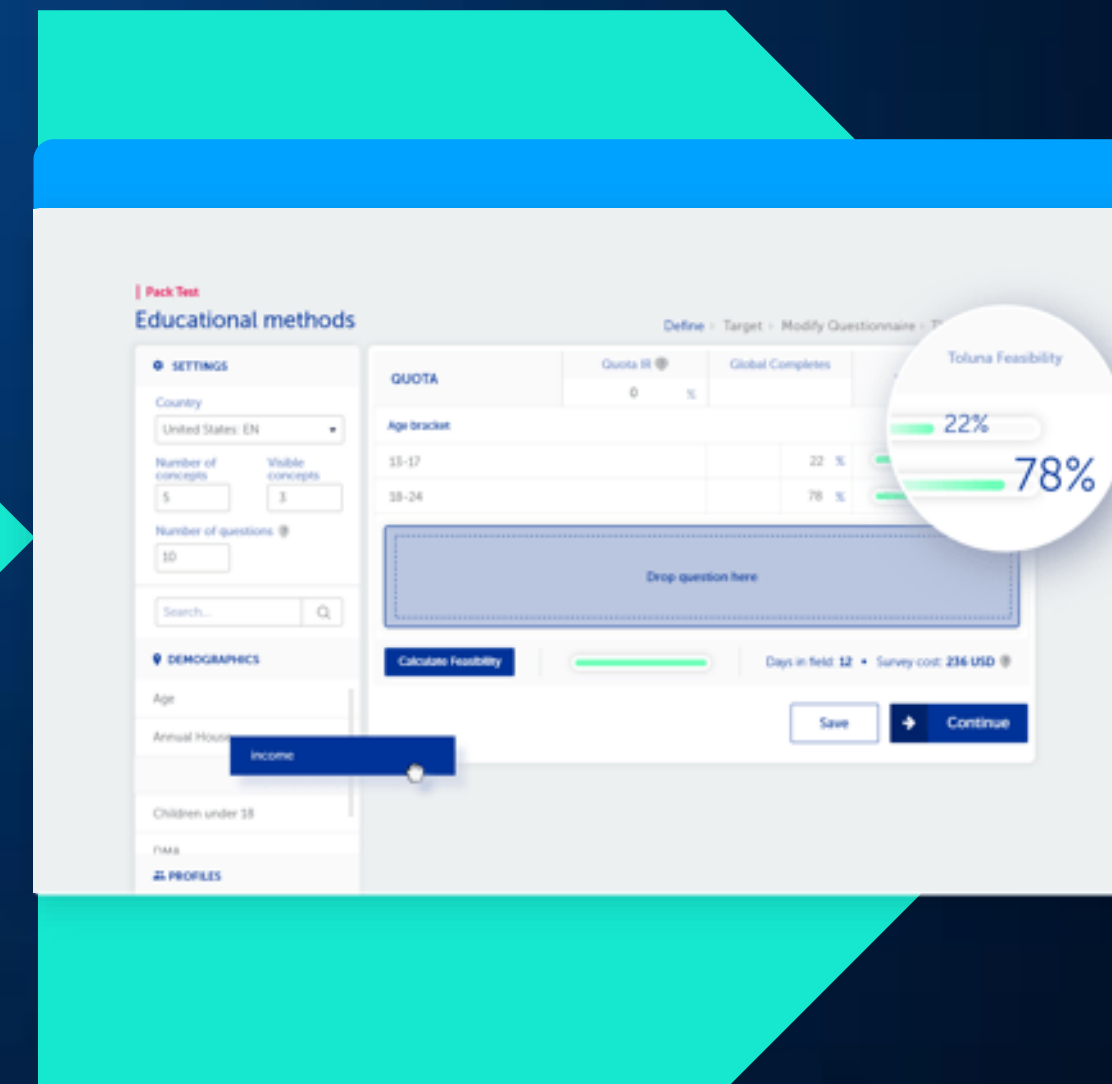 Pack Test
Educational methods
Define › Target › Modify Questionnaire ›
SETTINGS
Country
United States: EN
Number of concepts
5
Visible concepts
3
Number of questions
10
Search...
DEMOGRAPHICS
Age
Annual House
income
Children under 18
DMA
PROFILES
QUOTA
Quota IR
0 %
Global Completes
Toluna Feasibility
Age bracket
13-17
22 %
22%
18-24
78 %
78%
Drop question here
Calculate Feasibility
Days in field: 12 • Survey cost: 236 USD
Save
Continue